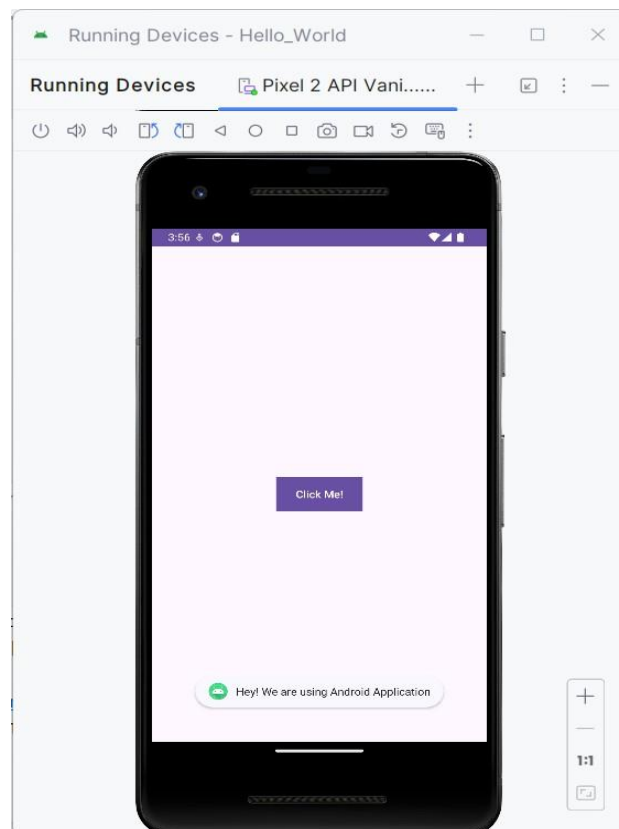 Running Devices - Hello_World
Running Devices
Pixel 2 API Vani......
3:56
Click Me!
Hey! We are using Android Application
1:1